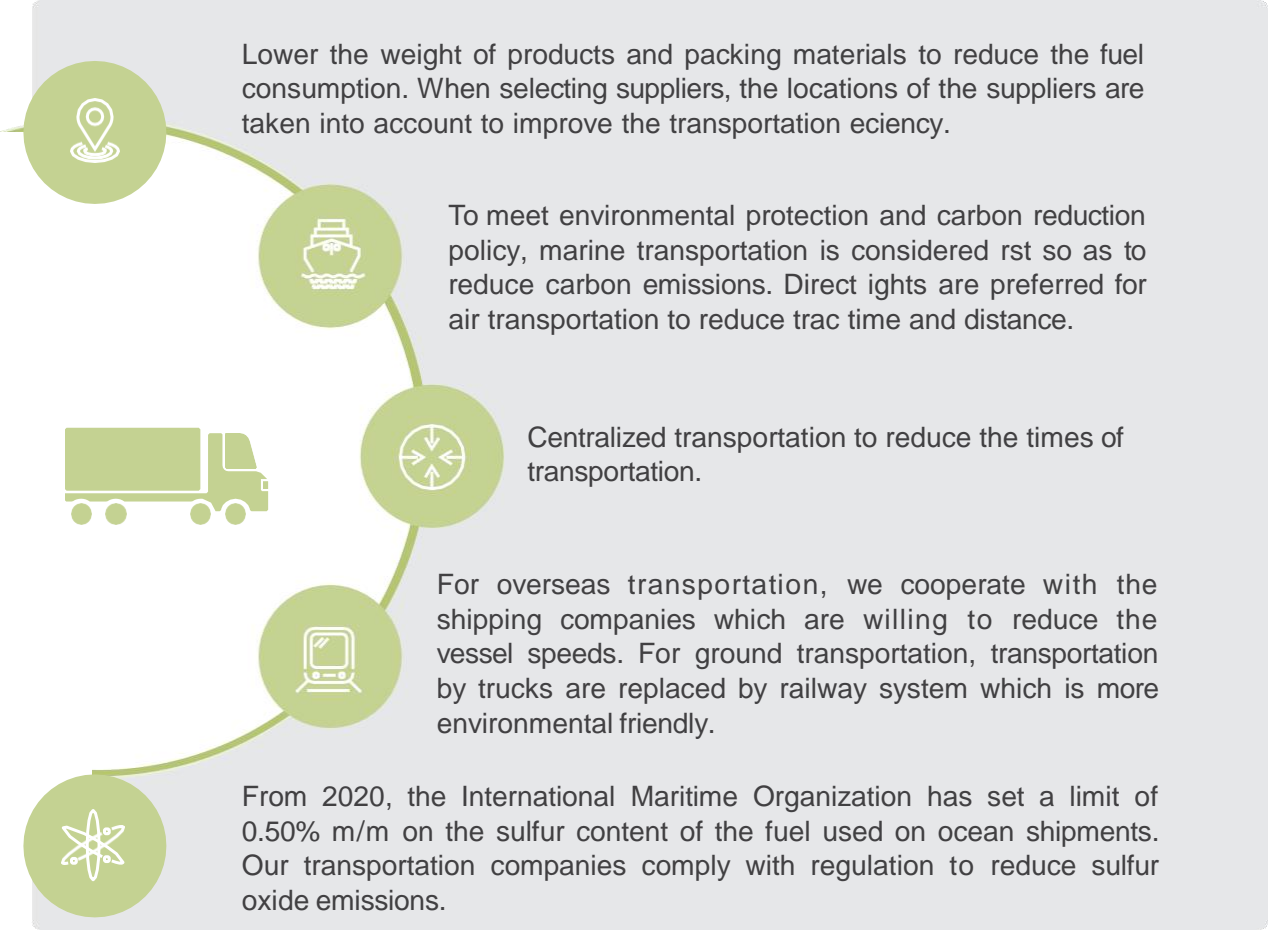 Lower the weight of products and packing materials to reduce the fuel
consumption. When selecting suppliers, the locations of the suppliers are
taken into account to improve the transportation eciency.
To meet environmental protection and carbon reduction
policy, marine transportation is considered rst so as to
reduce carbon emissions. Direct ights are preferred for
air transportation to reduce trac time and distance.
Centralized transportation to reduce the times of
transportation.
For overseas transportation, we cooperate with the
shipping companies which are willing to reduce the
vessel speeds. For ground transportation, transportation
by trucks are replaced by railway system which is more
environmental friendly.
From 2020, the International Maritime Organization has set a limit of
0.50% m/m on the sulfur content of the fuel used on ocean shipments.
Our transportation companies comply with regulation to reduce sulfur
oxide emissions.